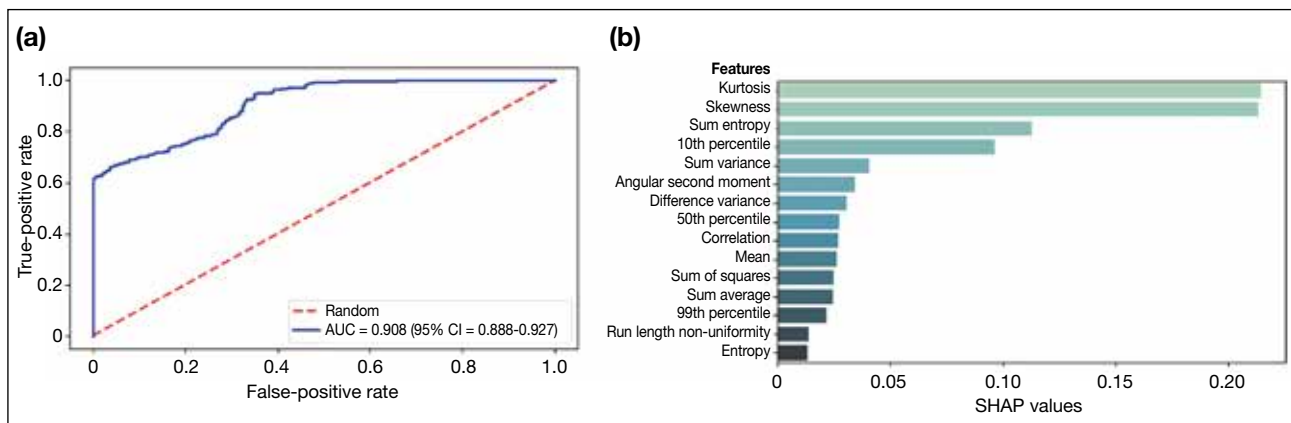 (a)
True-positive rate
1.0
0.8
0.6
0.4
0.2
0
Random
AUC = 0.908 (95% CI = 0.888-0.927)
0 0.2 0.4 0.6 0.8 1.0
False-positive rate
(b)
Features
Kurtosis
Skewness
Sum entropy
10th percentile
Sum variance
Angular second moment
Difference variance
50th percentile
Correlation
Mean
Sum of squares
Sum average
99th percentile
Run length non-uniformity
Entropy
0 0.05 0.10 0.15 0.20
SHAP values